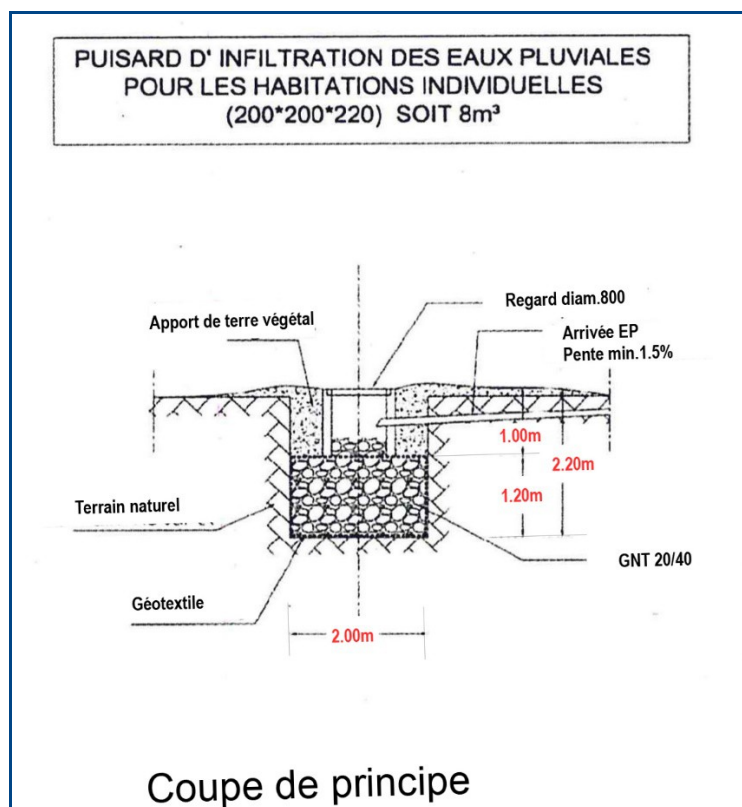 PUISARD D' INFILTRATION DES EAUX PLUVIALES
POUR LES HABITATIONS INDIVIDUELLES
(200*200*220) SOIT 8m³
Regard diam.800
Apport de terre végétal
Arrivée EP
Pente min.1.5%
1.00m
2.20m
1.20m
Terrain naturel
GNT 20/40
Géotextile
2.00m
Coupe de principe